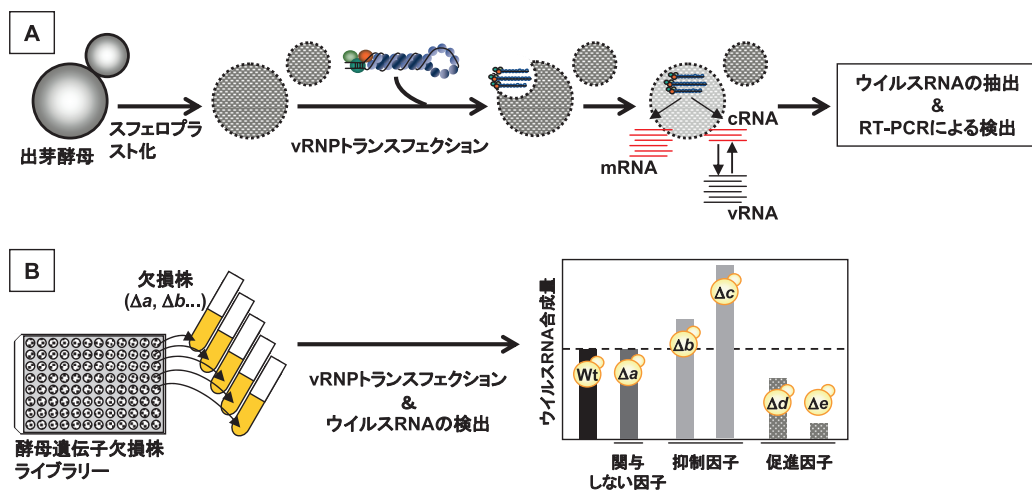 A
出芽酵母
スフェロプラ
スト化
vRNPトランスフェクション
mRNA
cRNA
vRNA
ウイルスRNAの抽出
&
RT-PCRによる検出
B
欠損株
(Δa, Δb...)
酵母遺伝子欠損株
ライブラリー
vRNPトランスフェクション
&
ウイルスRNAの検出
ウイルスRNA合成量
Wt
Δa
Δb
Δc
Δd
Δe
関与
しない因子
抑制因子
促進因子